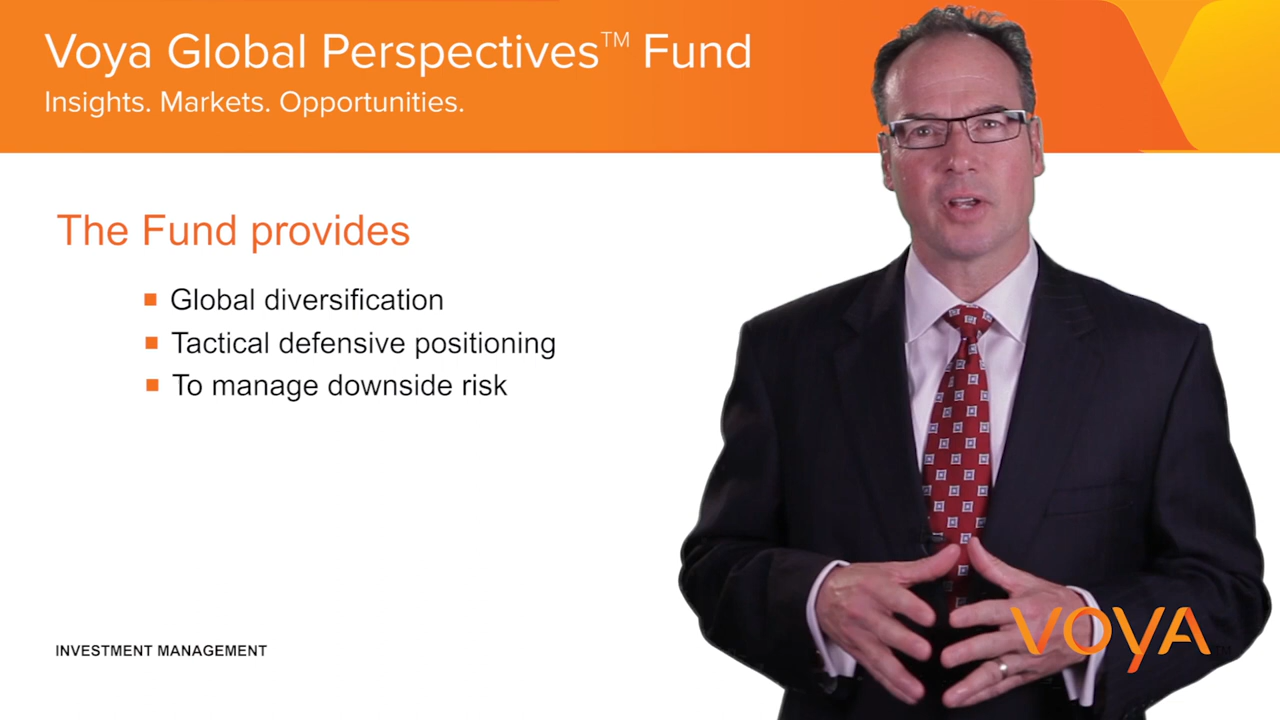 Voya Global Perspectives™ Fund
Insights. Markets. Opportunities.
The Fund provides
Global diversification
Tactical defensive positioning
To manage downside risk
INVESTMENT MANAGEMENT
VOYA™